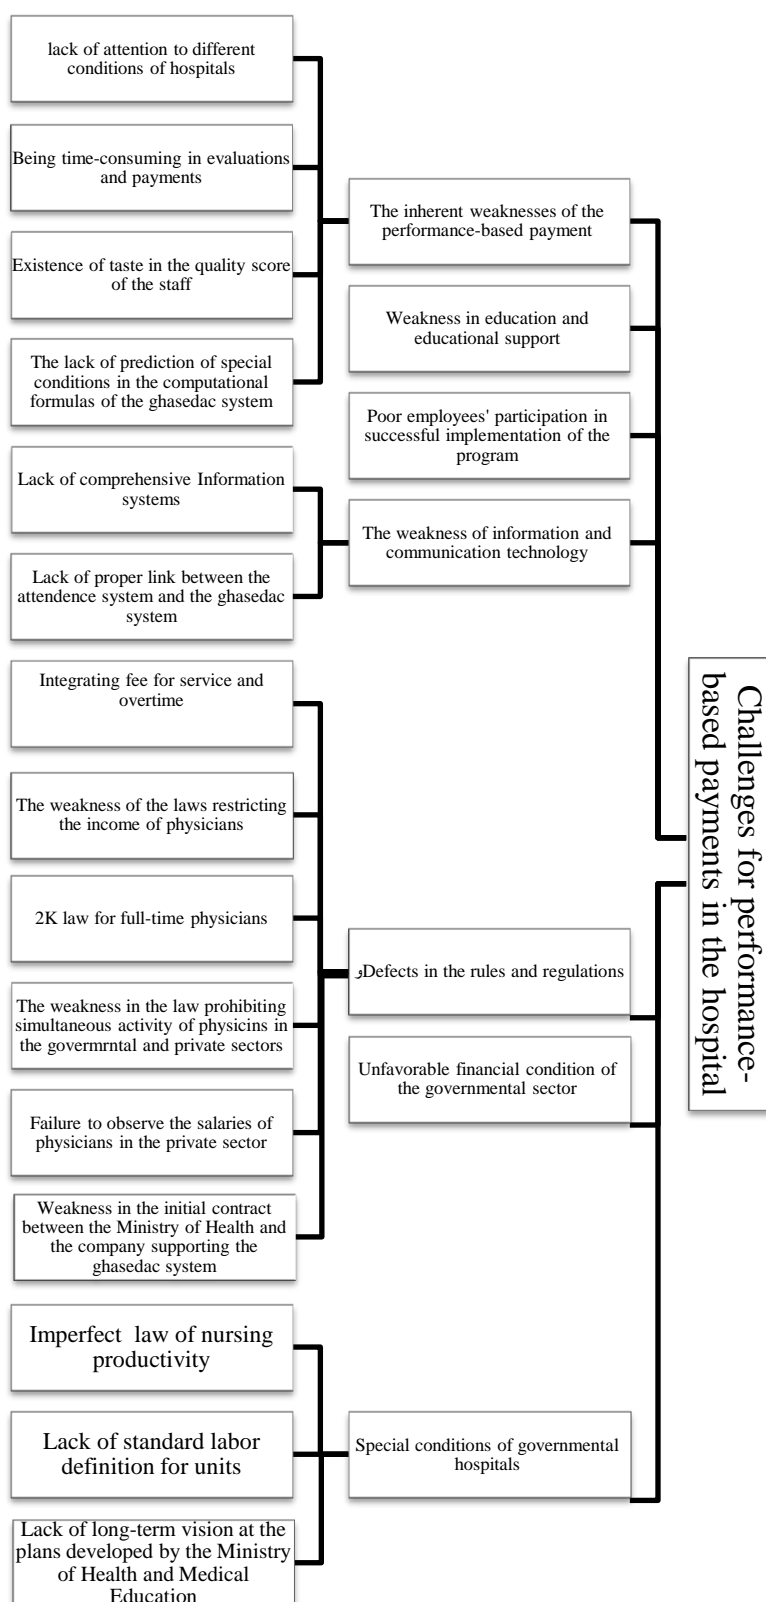 lack of attention to different
conditions of hospitals
Being time-consuming in evaluations
and payments
Existence of taste in the quality score
of the staff
The lack of prediction of special
conditions in the computational
formulas of the ghasedac system
The inherent weaknesses of the
performance-based payment
Weakness in education and
educational support
Poor employees' participation in
successful implementation of the
program
Lack of comprehensive Information
systems
Lack of proper link between the
attendence system and the ghasedac
system
The weakness of information and
communication technology
Challenges for performance-
based payments in the hospital
Integrating fee for service and
overtime
The weakness of the laws restricting
the income of physicians
2K law for full-time physicians
The weakness in the law prohibiting
simultaneous activity of physicins in
the govermrntal and private sectors
Failure to observe the salaries of
physicians in the private sector
Weakness in the initial contract
between the Ministry of Health and
the company supporting the
ghasedac system
وDefects in the rules and regulations
Unfavorable financial condition of
the governmental sector
Imperfect law of nursing
productivity
Lack of standard labor
definition for units
Lack of long-term vision at the
plans developed by the Ministry
of Health and Medical
Education
Special conditions of governmental
hospitals